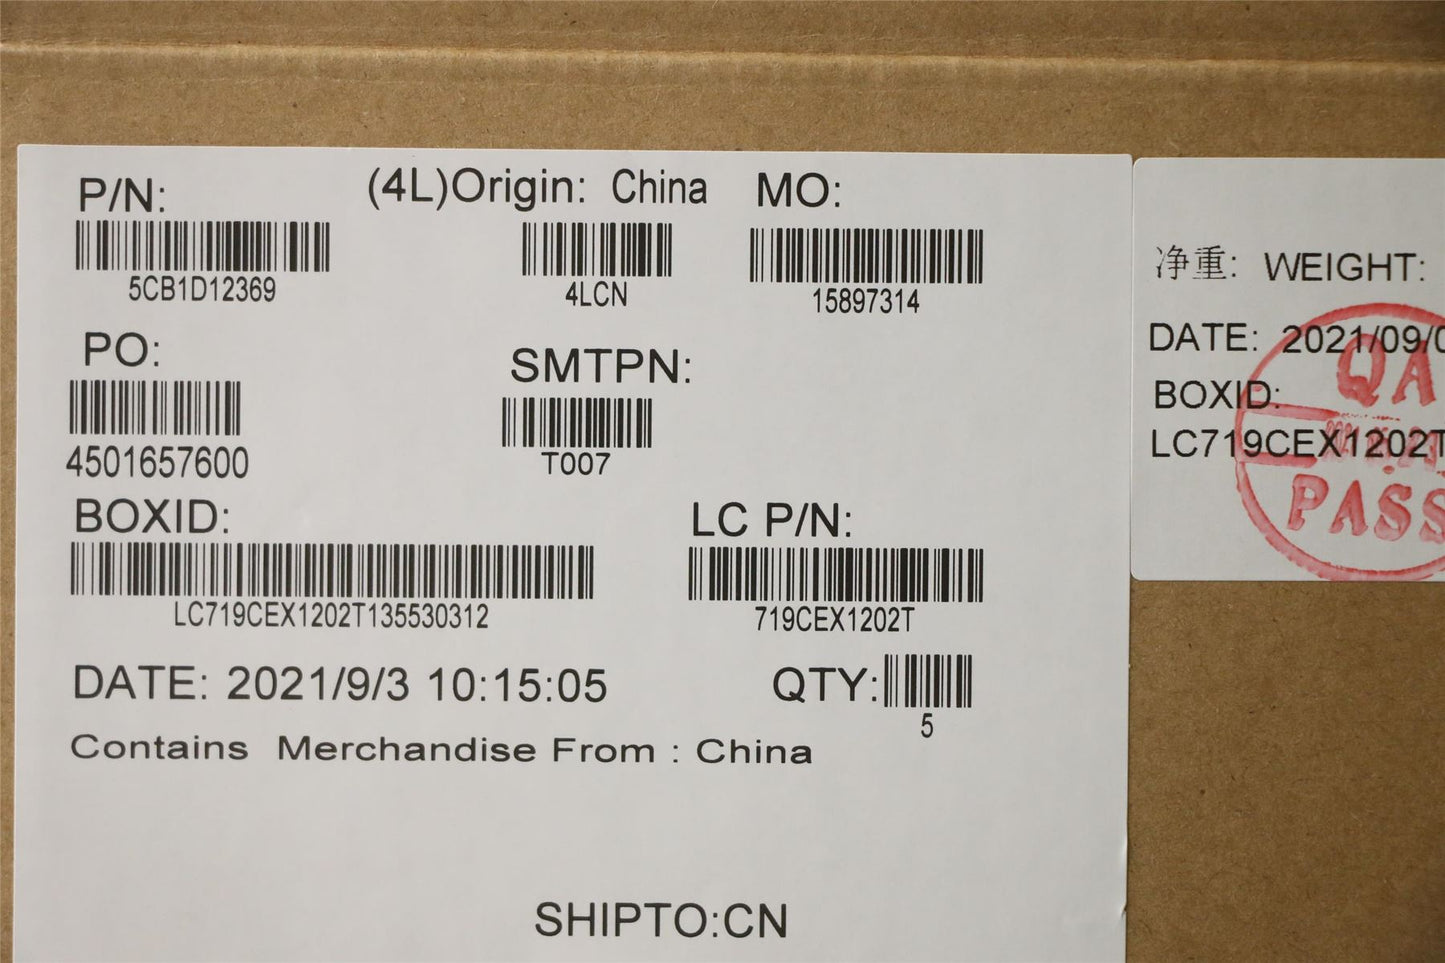 P/N: (4L)Origin: China MO:
5CB1D12369 4LCN 15897314
PO: SMTPN:
4501657600 T007
BOXID: LC P/N:
LC719CEX1202T135530312 719CEX1202T
DATE: 2021/9/3 10:15:05 QTY:
5
Contains Merchandise From : China
SHIPTO:CN
净重: WEIGHT:
DATE: 2021/09/0
BOXID:
LC719CEX1202T
QA
PASS